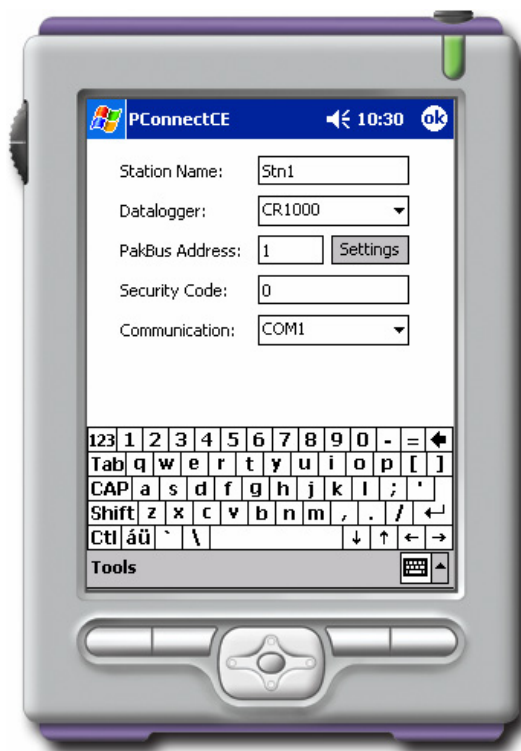 PConnectCE 10:30 ok
Station Name: Stn1
Datalogger: CR1000
PakBus Address: 1 Settings
Security Code: 0
Communication: COM1
123 1 2 3 4 5 6 7 8 9 0 - =
Tab q w e r t y u i o p [ ]
CAP a s d f g h j k l ; '
Shift z x c v b n m , . /
Ctl áü ` \
Tools